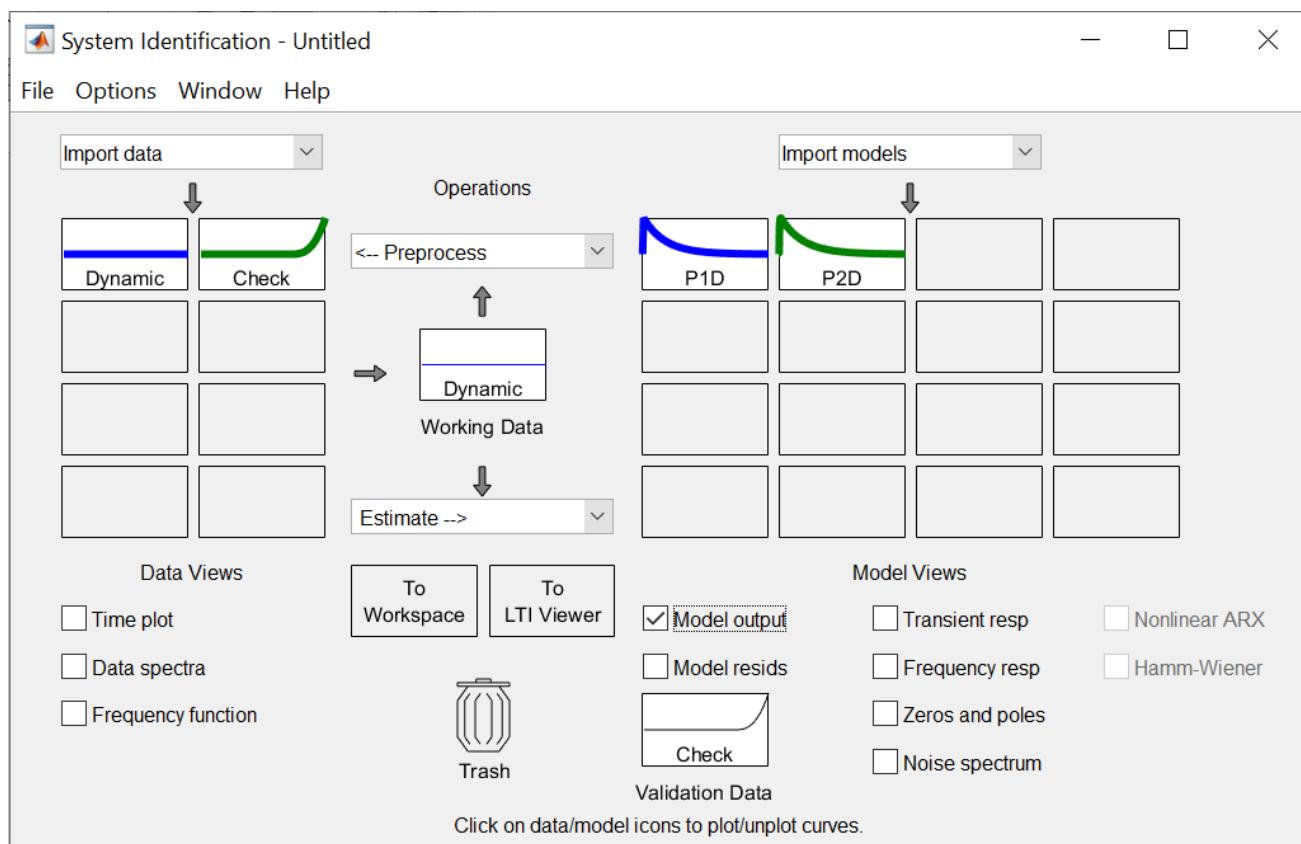 System Identification - Untitled
File Options Window Help
Import data
Import models
Operations
<-- Preprocess
Dynamic
Check
P1D
P2D
Dynamic
Working Data
Estimate -->
Data Views
Model Views
To
Workspace
To
LTI Viewer
Time plot
Data spectra
Frequency function
Model output
Model resids
Transient resp
Frequency resp
Zeros and poles
Noise spectrum
Nonlinear ARX
Hamm-Wiener
Trash
Check
Validation Data
Click on data/model icons to plot/unplot curves.